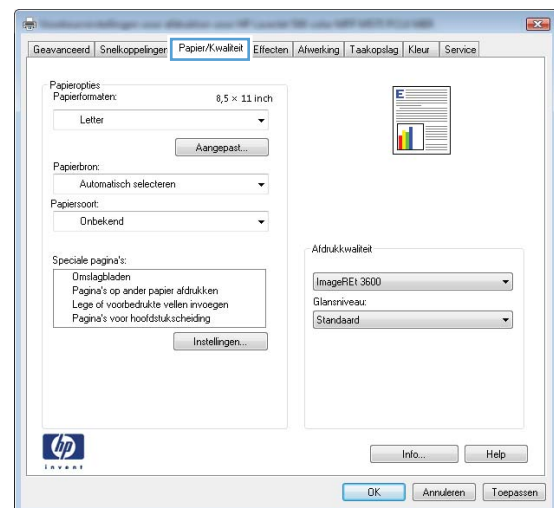 Geavanceerd Snelkoppelingen Papier/Kwaliteit Effecten Afwerking Taakopslag Kleur Service
Papieropties
Papierformaten: 8,5 × 11 inch
Letter
Aangepast...
Papierbron:
Automatisch selecteren
Papiersoort:
Onbekend
Speciale pagina's:
Omslagbladen
Pagina's op ander papier afdrukken
Lege of voorbedrukte vellen invoegen
Pagina's voor hoofdstukscheiding
Instellingen...
E
Afdrukkwaliteit
ImageREt 3600
Glansniveau:
Standaard
hp
invent
Info... Help
OK Annuleren Toepassen